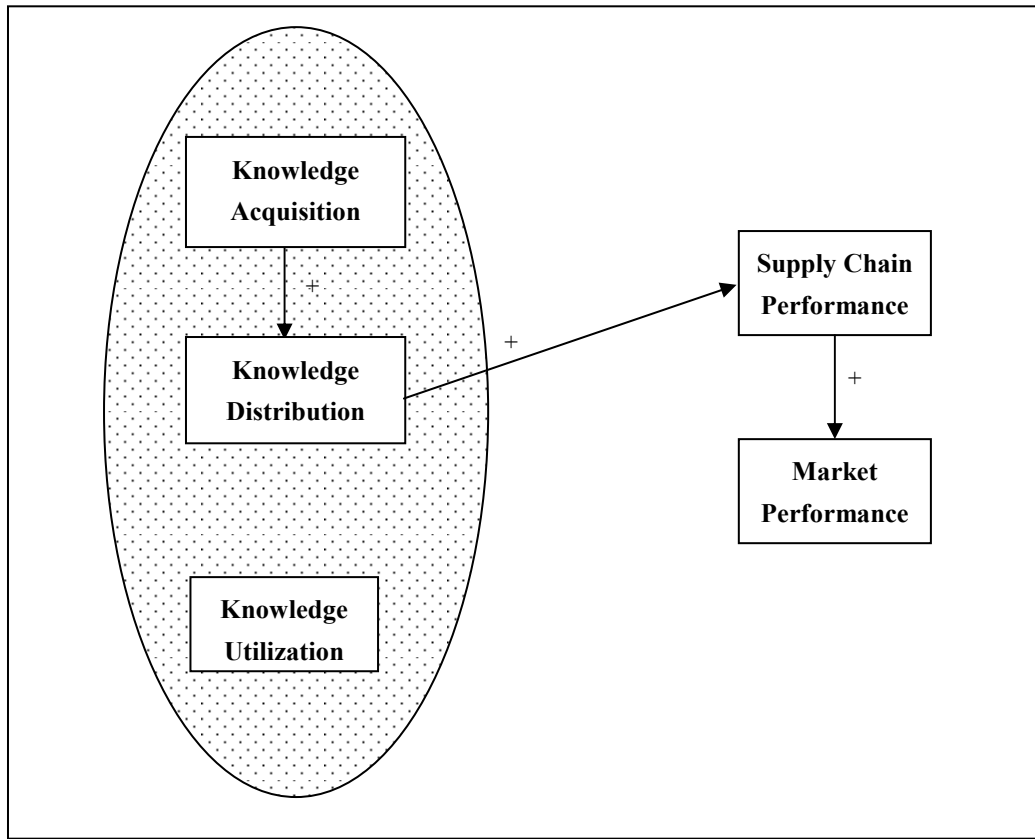 Knowledge
Acquisition
+
Knowledge
Distribution
+
Knowledge
Utilization
Supply Chain
Performance
+
Market
Performance